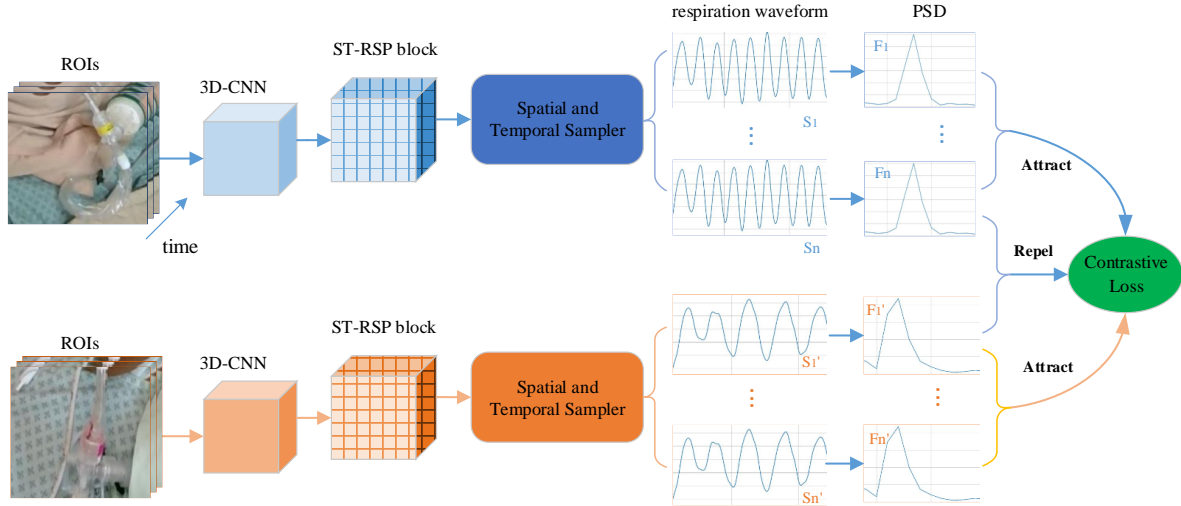 respiration waveform
PSD
ROIs
3D-CNN
ST-RSP block
Spatial and
Temporal Sampler
S1
Sn
F1
Fn
Attract
time
Repel
Contrastive
Loss
ROIs
3D-CNN
ST-RSP block
Spatial and
Temporal Sampler
S1'
Sn'
F1'
Fn'
Attract